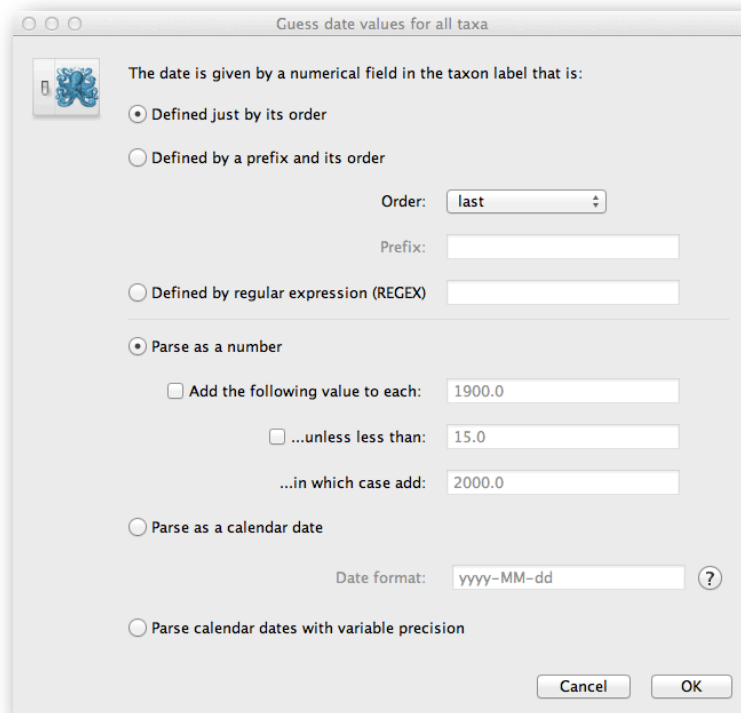 Guess date values for all taxa
The date is given by a numerical field in the taxon label that is:
Defined just by its order
Defined by a prefix and its order
Order: last
Prefix:
Defined by regular expression (REGEX)
Parse as a number
Add the following value to each: 1900.0
...unless less than: 15.0
...in which case add: 2000.0
Parse as a calendar date
Date format: yyyy-MM-dd ?
Parse calendar dates with variable precision
Cancel OK